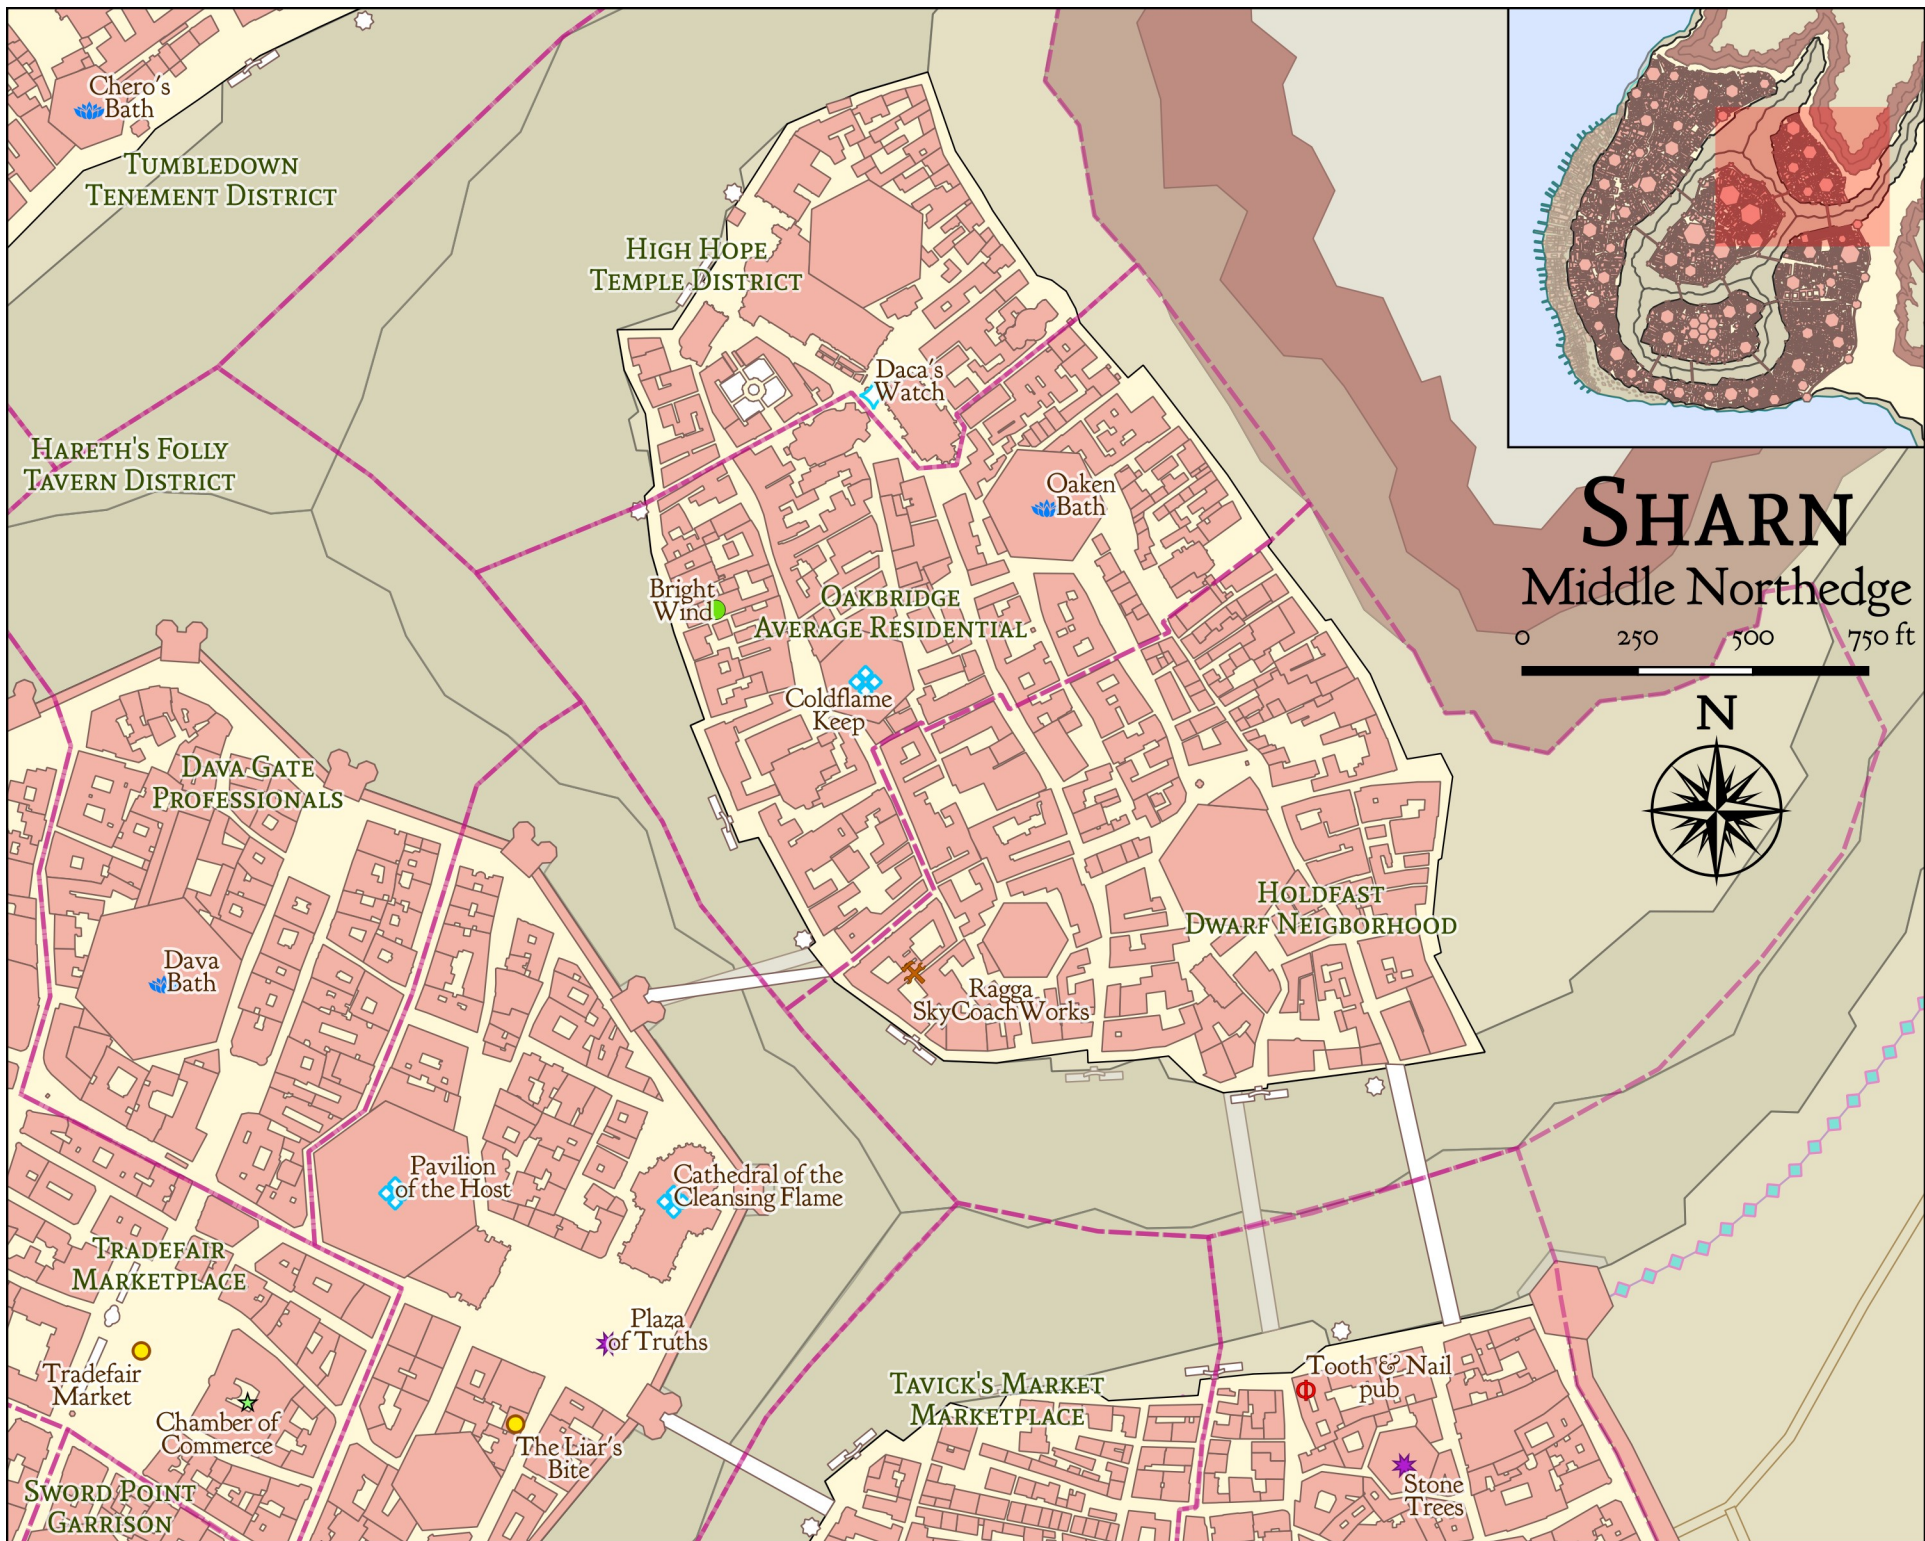 Chero's
Bath
Tumbledown
Tenement District
High Hope
Temple District
Daca's
Watch
Hareth's Folly
Tavern District
Oaken
Bath
Sharn
Middle Northedge
0 250 500 750 ft
N
Bright
Wind
Oakbridge
Average Residential
Coldflame
Keep
Dava Gate
Professionals
Holdfast
Dwarf Neigborhood
Dava
Bath
Ragga
SkyCoachWorks
Pavilion
of the Host
Cathedral of the
Cleansing Flame
Tradefair
Marketplace
Plaza
of Truths
Tradefair
Market
Chamber of
Commerce
The Liar's
Bite
Tavick's Market
Marketplace
Tooth & Nail
pub
Stone
Trees
Sword Point
Garrison